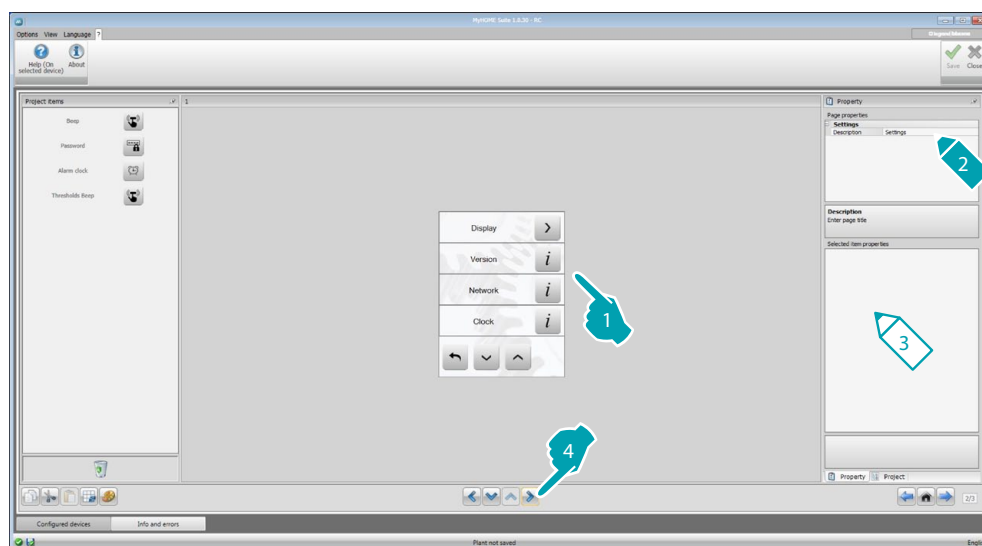 MyHOME Suite 1.0.30 - RC
Options View Language ?
Help (On selected device)
About
Save
Close
Project items
1
Property
Beep
Password
Alarm clock
Thresholds Beep
Page properties
Settings
Description Settings
2
Description
Enter page title
Selected item properties
Display
Version
Network
Clock
1
3
4
Property
Project
2/3
Configured devices
Info and errors
Plant not saved